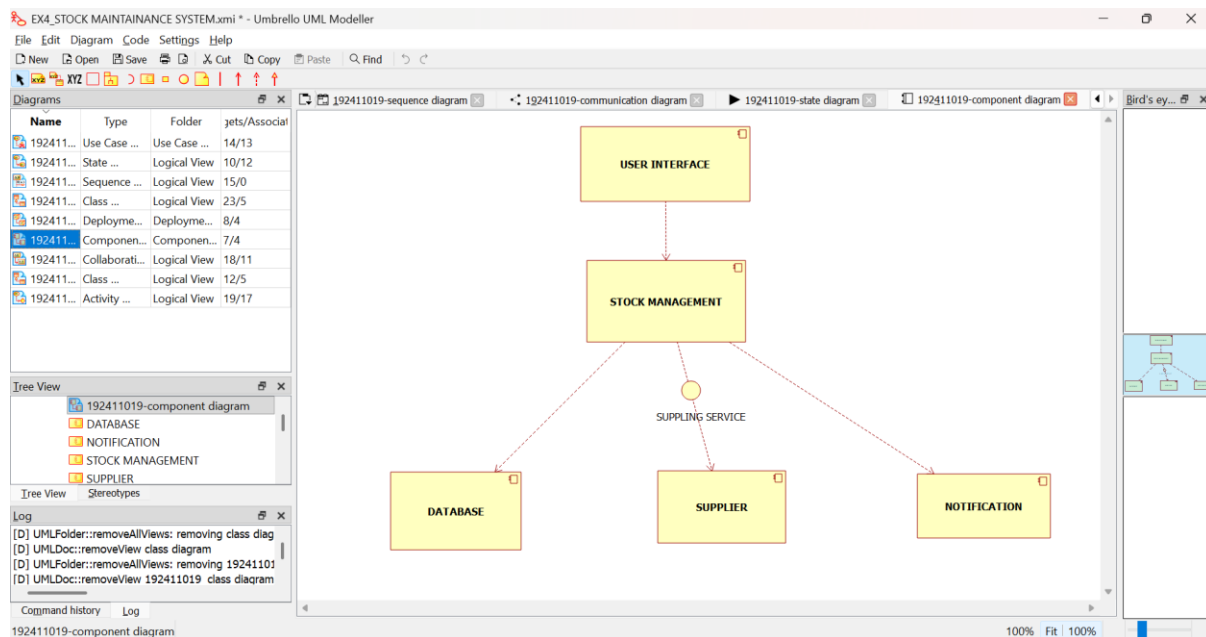 EX4_STOCK MAINTAINANCE SYSTEM.xmi * - Umbrello UML Modeller
File Edit Diagram Code Settings Help
New Open Save Cut Copy Paste Find
XYZ XYZ
Diagrams
Name Type Folder gets/Associat
192411... Use Case ... Use Case ... 14/13
192411... State ... Logical View 10/12
192411... Sequence ... Logical View 15/0
192411... Class ... Logical View 23/5
192411... Deployme... Deployme... 8/4
192411... Componen... Componen... 7/4
192411... Collaborati... Logical View 18/11
192411... Class ... Logical View 12/5
192411... Activity ... Logical View 19/17
Tree View
192411019-component diagram
DATABASE
NOTIFICATION
STOCK MANAGEMENT
SUPPLIER
Tree View Stereotypes
Log
[D] UMLFolder::removeAllViews: removing class diag
[D] UMLDoc::removeView class diagram
[D] UMLFolder::removeAllViews: removing 19241101
[D] UMLDoc::removeView 192411019 class diagram
Command history Log
192411019-component diagram
192411019-sequence diagram 192411019-communication diagram 192411019-state diagram 192411019-component diagram
USER INTERFACE
STOCK MANAGEMENT
SUPPLING SERVICE
DATABASE SUPPLIER NOTIFICATION
Bird's ey...
100% Fit 100%